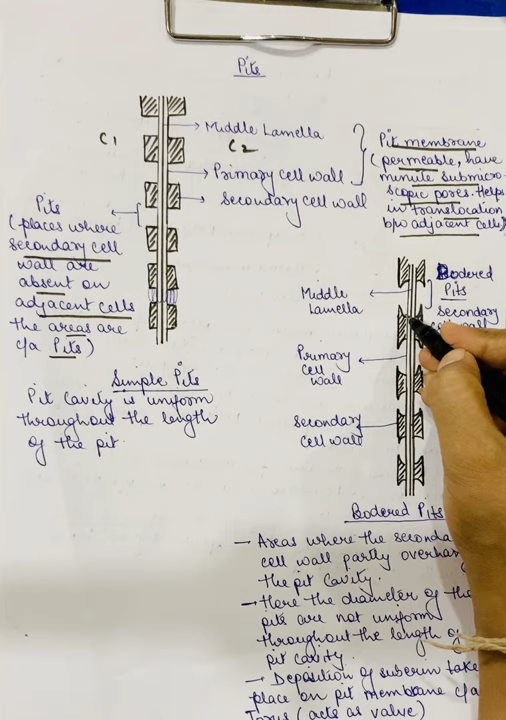 Pits
C1
Middle Lamella
C2
Primary cell wall
Secondary cell wall
Pit membrane
(permeable, have
minute submicro-
scopic pores. Helps
in translocation
b/w adjacent cells)
Pits
(places where
secondary cell
wall are
absent on
adjacent cells
the areas are
c/a Pits)
Simple Pits
Pit cavity is uniform
throughout the length
of the pit
Middle
Lamella
Bodered
Pits
Secondary
Primary
cell
wall
Secondary
cell wall
Bodered Pits
— Areas where the seconda
cell wall partly overhan
the pit cavity.
— Here the diameter of the
pits are not uniform
throughout the length of
pit cavity
— Deposition of suberin take
place on pit membrane c/a
Torus (acts as valve)